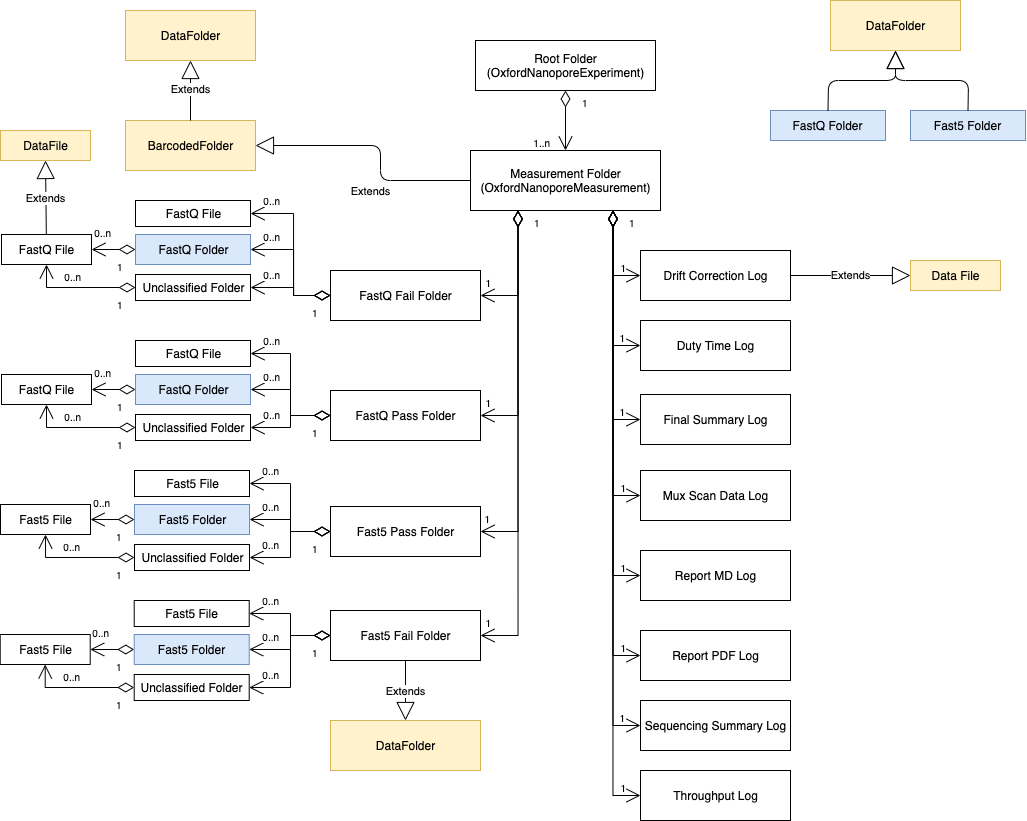 DataFolder
Extends
BarcodedFolder
Root Folder
(OxfordNanoporeExperiment)
1
1..n
Measurement Folder
(OxfordNanoporeMeasurement)
Extends
DataFolder
FastQ Folder
Fast5 Folder
DataFile
Extends
FastQ File
0..n
1
0..n
1
FastQ File
FastQ Folder
Unclassified Folder
0..n
0..n
0..n
1
FastQ Fail Folder
1
1
1
FastQ File
0..n
1
0..n
1
FastQ File
FastQ Folder
Unclassified Folder
0..n
0..n
0..n
1
FastQ Pass Folder
1
Fast5 File
0..n
1
0..n
1
Fast5 File
Fast5 Folder
Unclassified Folder
0..n
0..n
0..n
1
Fast5 Pass Folder
1
Fast5 File
0..n
1
0..n
1
Fast5 File
Fast5 Folder
Unclassified Folder
0..n
0..n
0..n
1
Fast5 Fail Folder
1
Extends
DataFolder
1
Drift Correction Log
Extends
Data File
1
Duty Time Log
1
Final Summary Log
1
Mux Scan Data Log
1
Report MD Log
1
Report PDF Log
1
Sequencing Summary Log
1
Throughput Log